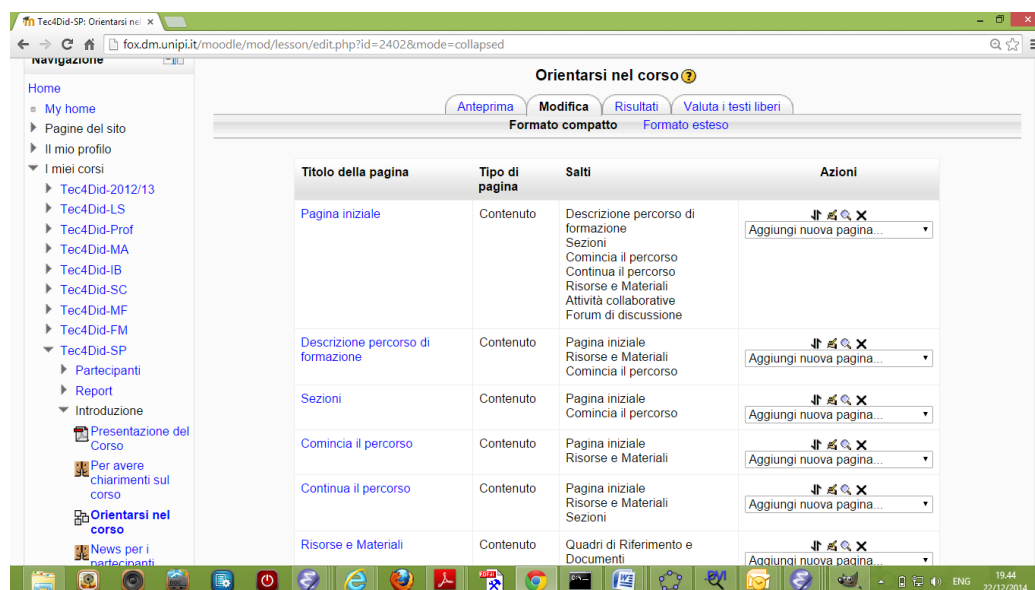 Tec4Did-SP: Orientarsi nel
fox.dm.unipi.it/moodle/mod/lesson/edit.php?id=2402&mode=collapsed
Navigazione
Home
My home
Pagine del sito
Il mio profilo
I miei corsi
Tec4Did-2012/13
Tec4Did-LS
Tec4Did-Prof
Tec4Did-MA
Tec4Did-IB
Tec4Did-SC
Tec4Did-MF
Tec4Did-FM
Tec4Did-SP
Partecipanti
Report
Introduzione
Presentazione del
Corso
Per avere
chiarimenti sul
corso
Orientarsi nel
corso
News per i
partecipanti
Orientarsi nel corso
Anteprima Modifica Risultati Valuta i testi liberi
Formato compatto Formato esteso
Titolo della pagina Tipo di pagina Salti Azioni
Pagina iniziale Contenuto Descrizione percorso di
formazione
Sezioni
Comincia il percorso
Continua il percorso
Risorse e Materiali
Attività collaborative
Forum di discussione
Aggiungi nuova pagina...
Descrizione percorso di
formazione
Contenuto Pagina iniziale
Risorse e Materiali
Comincia il percorso
Aggiungi nuova pagina...
Sezioni Contenuto Pagina iniziale
Comincia il percorso
Aggiungi nuova pagina...
Comincia il percorso Contenuto Pagina iniziale
Risorse e Materiali
Aggiungi nuova pagina...
Continua il percorso Contenuto Pagina iniziale
Risorse e Materiali
Sezioni
Aggiungi nuova pagina...
Risorse e Materiali Contenuto Quadri di Riferimento e
Documenti
Aggiungi nuova pagina...
ENG
19.44
22/12/2014